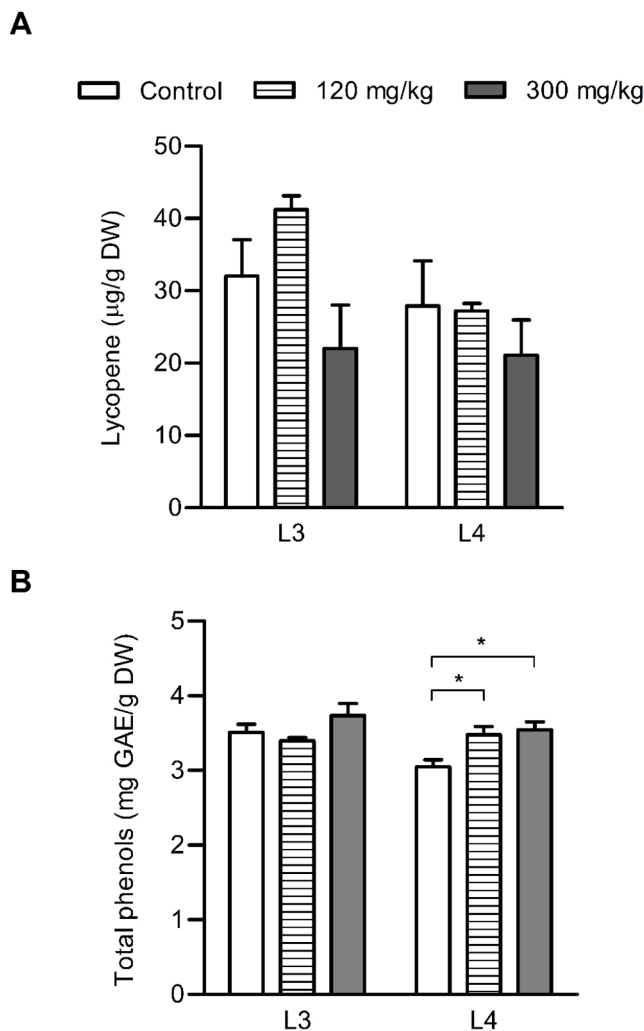 A
Control 120 mg/kg 300 mg/kg
Lycopene (µg/g DW)
50
40
30
20
10
0
L3 L4
B
Total phenols (mg GAE/g DW)
5
4
3
2
1
0
*
*
L3 L4